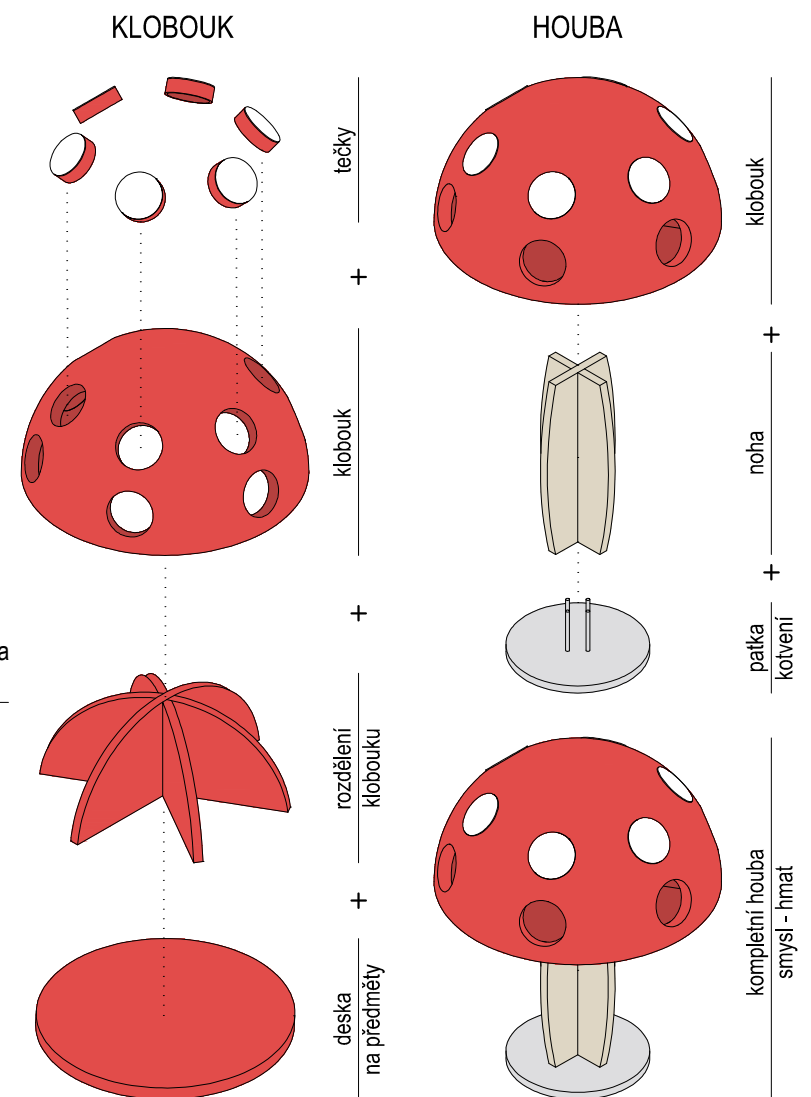 KLOBOUK
tečky
+
klobouk
+
rozdělení
klobouku
+
deska
na předměty
a
HOUBA
klobouk
+
noha
+
patka
kotvení
kompletní houba
smysl - hmat